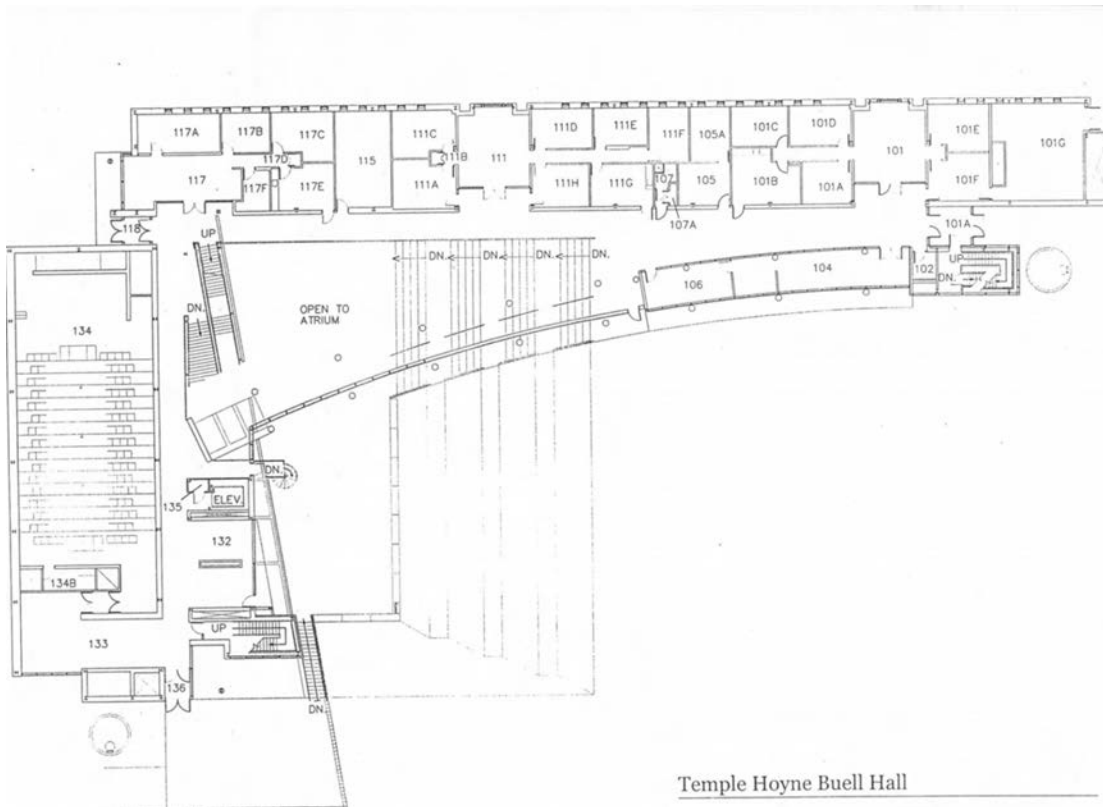 117A
117B
117C
111C
111D
111E
111F
105A
101C
101D
101E
101G
117D
115
111B
111
101
117
117F
117E
111A
111H
111G
107
105
101B
101A
101F
107A
118
UP
101A
DN.
DN.
DN.
DN.
102
UP
DN.
104
106
OPEN TO
ATRIUM
DN.
134
DN.
135
ELEV.
132
134B
UP
133
136
DN.
Temple Hoyne Buell Hall